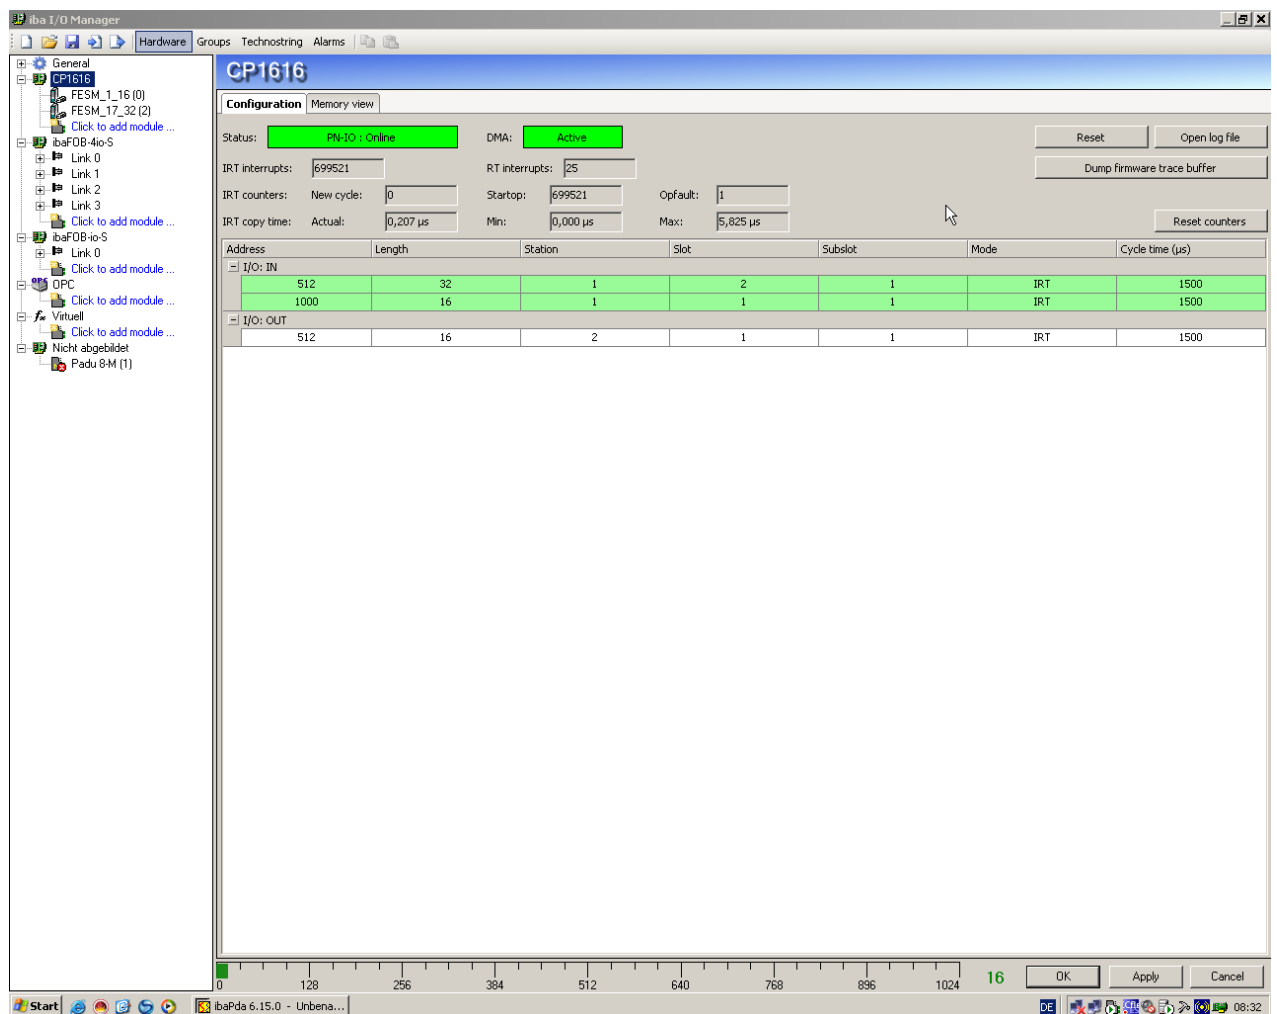 iba I/O Manager
Hardware Groups Technostring Alarms
General
CP1616
FESM_1_16 (0)
FESM_17_32 (2)
Click to add module ...
ibaFOB-4io-S
Link 0
Link 1
Link 2
Link 3
Click to add module ...
ibaFOB-io-S
Link 0
Click to add module ...
OPC
Click to add module ...
Virtuell
Click to add module ...
Nicht abgebildet
Padu 8-M (1)
CP1616
Configuration Memory view
Status: PN-IO : Online DMA: Active Reset Open log file
IRT interrupts: 699521 RT interrupts: 25 Dump firmware trace buffer
IRT counters: New cycle: 0 Startop: 699521 Opfault: 1
IRT copy time: Actual: 0,207 µs Min: 0,000 µs Max: 5,825 µs Reset counters
Address Length Station Slot Subslot Mode Cycle time (µs)
I/O: IN
512 32 1 2 1 IRT 1500
1000 16 1 1 1 IRT 1500
I/O: OUT
512 16 2 1 1 IRT 1500
0 128 256 384 512 640 768 896 1024 16 OK Apply Cancel
Start ibaPda 6.15.0 - Unbena... DE 08:32